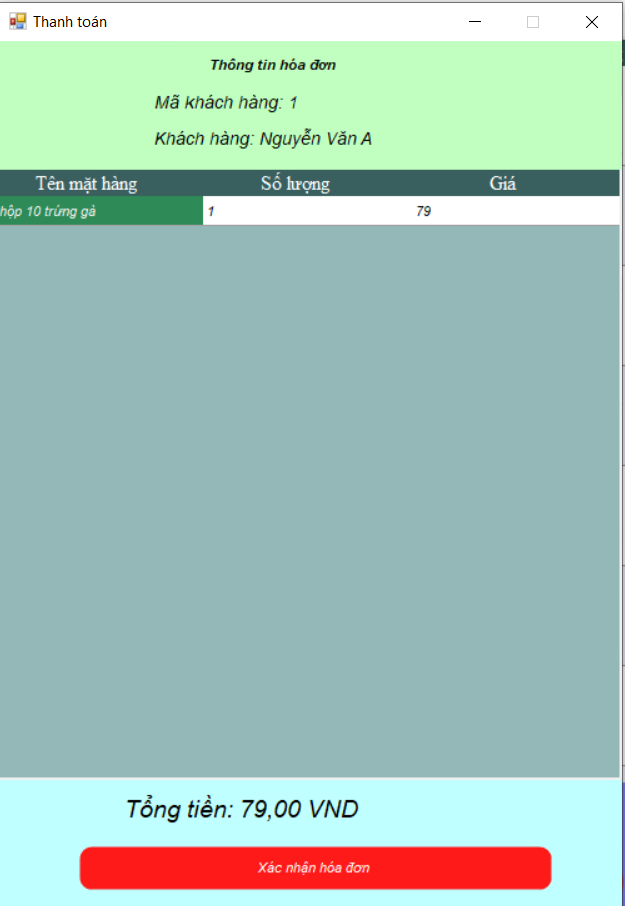 Thanh toán
Thông tin hóa đơn
Mã khách hàng: 1
Khách hàng: Nguyễn Văn A
Tên mặt hàng Số lượng Giá
hộp 10 trứng gà 1 79
Tổng tiền: 79,00 VND
Xác nhận hóa đơn